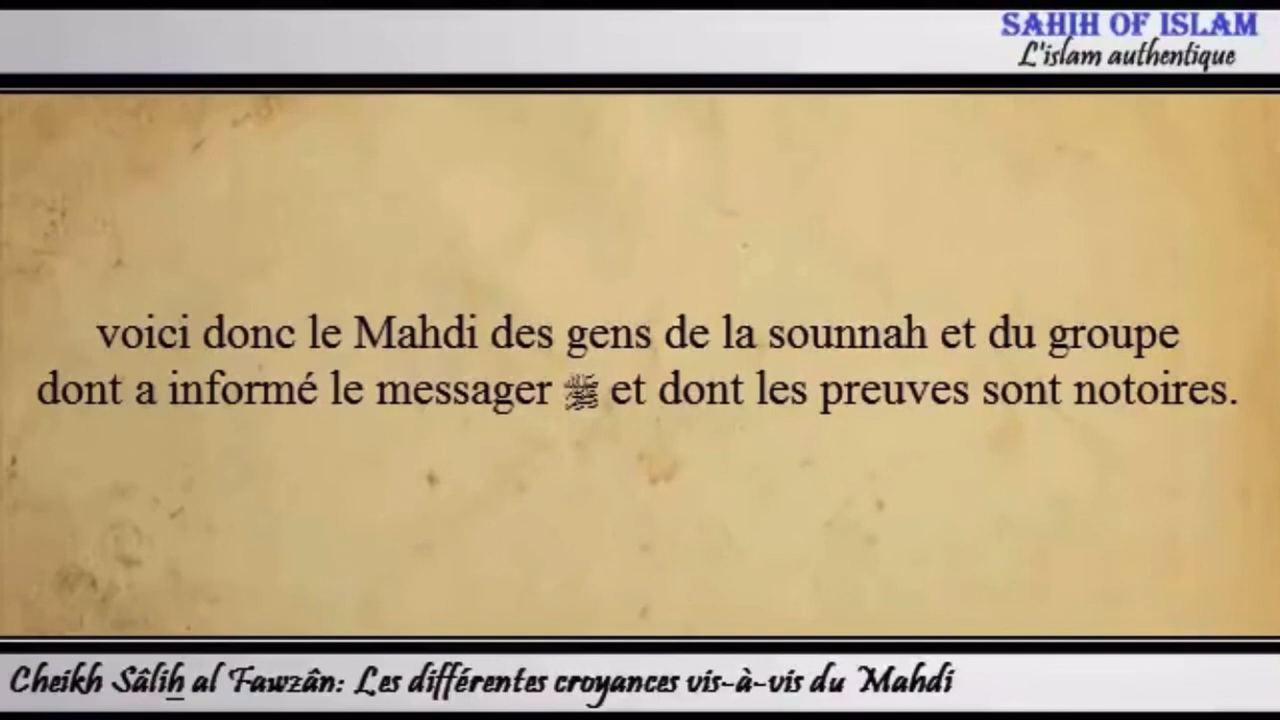 SAHIH OF ISLAM
L'islam authentique
voici donc le Mahdi des gens de la sounnah et du groupe
dont a informé le messager ﷺ et dont les preuves sont notoires.
Cheikh Sâlih al Fawzân: Les différentes croyances vis-à-vis du Mahdi